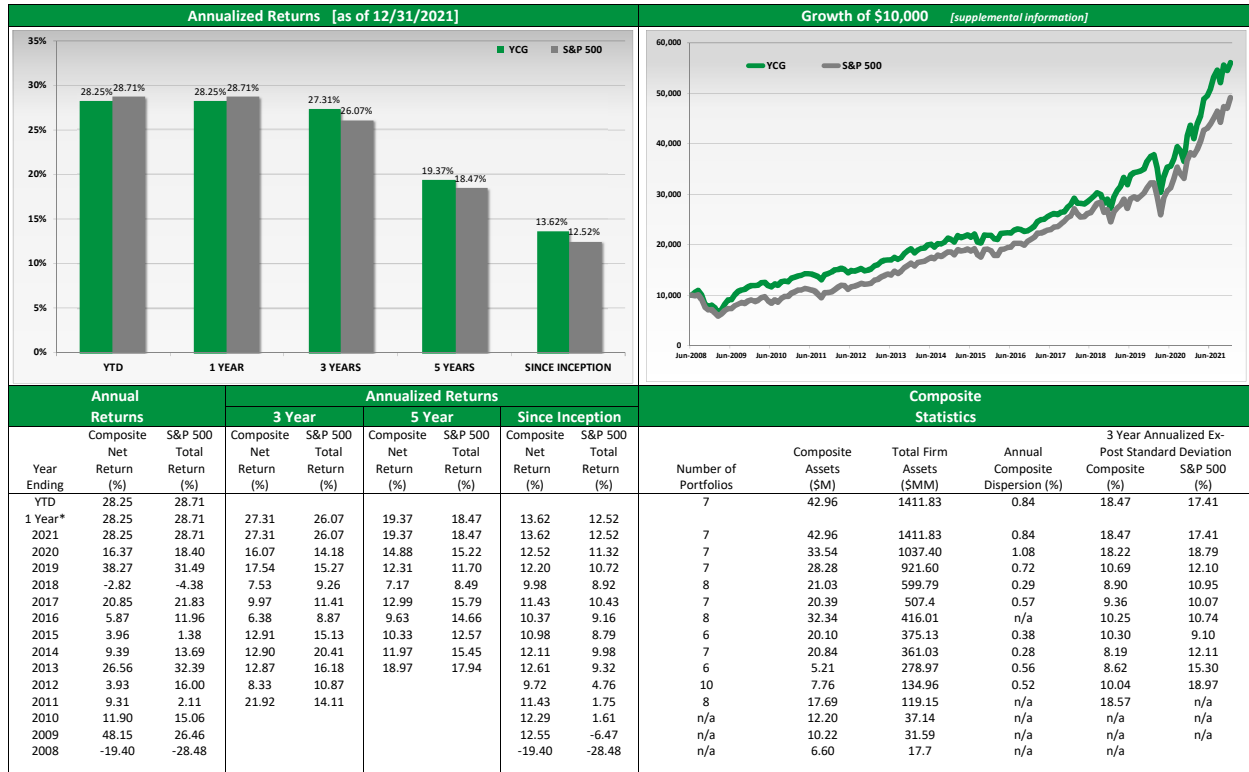 Annualized Returns [as of 12/31/2021]
35%
30%
25%
20%
15%
10%
5%
0%
YCG S&P 500
28.25% 28.71%
28.25% 28.71%
27.31% 26.07%
19.37% 18.47%
13.62% 12.52%
YTD 1 YEAR 3 YEARS 5 YEARS SINCE INCEPTION
Growth of $10,000 [supplemental information]
60,000
50,000
40,000
30,000
20,000
10,000
0
YCG S&P 500
Jun-2008 Jun-2009 Jun-2010 Jun-2011 Jun-2012 Jun-2013 Jun-2014 Jun-2015 Jun-2016 Jun-2017 Jun-2018 Jun-2019 Jun-2020 Jun-2021
Annual Annualized Returns Composite
Returns 3 Year 5 Year Since Inception Statistics
Composite S&P 500 Composite S&P 500 Composite S&P 500 Composite S&P 500 3 Year Annualized Ex-
Net Total Net Total Net Total Net Total Composite Total Firm Annual Post Standard Deviation
Year Return Return Return Return Return Return Return Return Number of Assets Assets Composite Composite S&P 500
Ending (%) (%) (%) (%) (%) (%) (%) (%) Portfolios ($M) ($MM) Dispersion (%) (%) (%)
YTD 28.25 28.71 7 42.96 1411.83 0.84 18.47 17.41
1 Year* 28.25 28.71 27.31 26.07 19.37 18.47 13.62 12.52
2021 28.25 28.71 27.31 26.07 19.37 18.47 13.62 12.52 7 42.96 1411.83 0.84 18.47 17.41
2020 16.37 18.40 16.07 14.18 14.88 15.22 12.52 11.32 7 33.54 1037.40 1.08 18.22 18.79
2019 38.27 31.49 17.54 15.27 12.31 11.70 12.20 10.72 7 28.28 921.60 0.72 10.69 12.10
2018 -2.82 -4.38 7.53 9.26 7.17 8.49 9.98 8.92 8 21.03 599.79 0.29 8.90 10.95
2017 20.85 21.83 9.97 11.41 12.99 15.79 11.43 10.43 7 20.39 507.4 0.57 9.36 10.07
2016 5.87 11.96 6.38 8.87 9.63 14.66 10.37 9.16 8 32.34 416.01 n/a 10.25 10.74
2015 3.96 1.38 12.91 15.13 10.33 12.57 10.98 8.79 6 20.10 375.13 0.38 10.30 9.10
2014 9.39 13.69 12.90 20.41 11.97 15.45 12.11 9.98 7 20.84 361.03 0.28 8.19 12.11
2013 26.56 32.39 12.87 16.18 18.97 17.94 12.61 9.32 6 5.21 278.97 0.56 8.62 15.30
2012 3.93 16.00 8.33 10.87 9.72 4.76 10 7.76 134.96 0.52 10.04 18.97
2011 9.31 2.11 21.92 14.11 11.43 1.75 8 17.69 119.15 n/a 18.57 n/a
2010 11.90 15.06 12.29 1.61 n/a 12.20 37.14 n/a n/a n/a
2009 48.15 26.46 12.55 -6.47 n/a 10.22 31.59 n/a n/a n/a
2008 -19.40 -28.48 -19.40 -28.48 n/a 6.60 17.7 n/a n/a